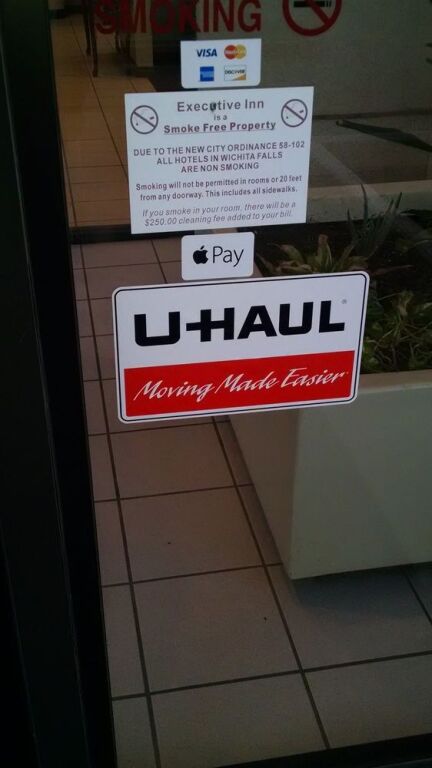 SMOKING
VISA MasterCard
DISCOVER
Executive Inn
is a
Smoke Free Property
DUE TO THE NEW CITY ORDINANCE 58-102
ALL HOTELS IN WICHITA FALLS
ARE NON SMOKING
Smoking will not be permitted in rooms or 20 feet
from any doorway. This includes all sidewalks.
If you smoke in your room, there will be a
$250.00 cleaning fee added to your bill.
Pay
U-HAUL®
Moving Made Easier